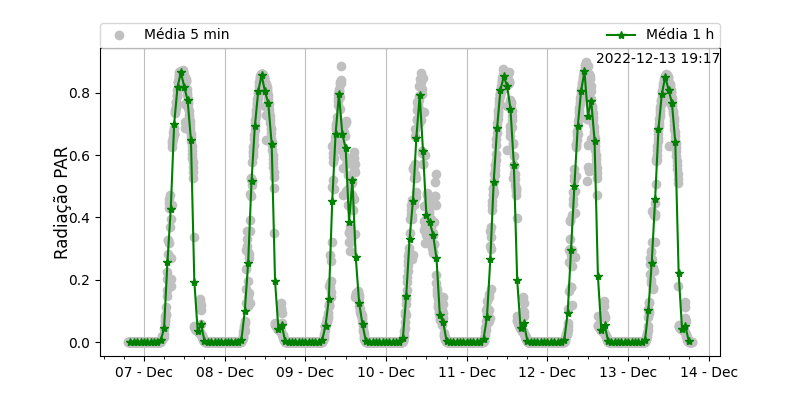 Média 5 min
Média 1 h
2022-12-13 19:17
Radiação PAR
0.8
0.6
0.4
0.2
0.0
07 - Dec 08 - Dec 09 - Dec 10 - Dec 11 - Dec 12 - Dec 13 - Dec 14 - Dec